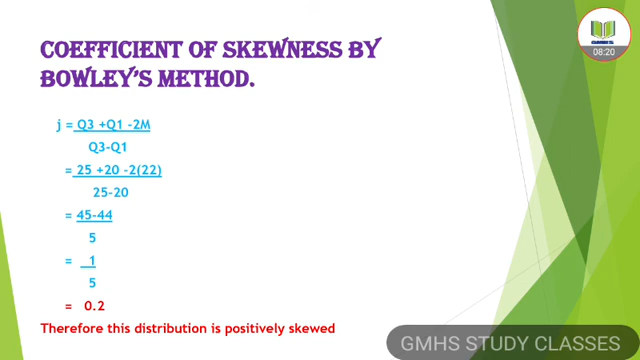 COEFFICIENT OF SKEWNESS BY
BOWLEY'S METHOD.
08:20
j = Q3 +Q1 -2M
Q3-Q1
= 25 +20 -2(22)
25-20
= 45-44
5
= 1
5
= 0.2
Therefore this distribution is positively skewed
GMHS STUDY CLASSES